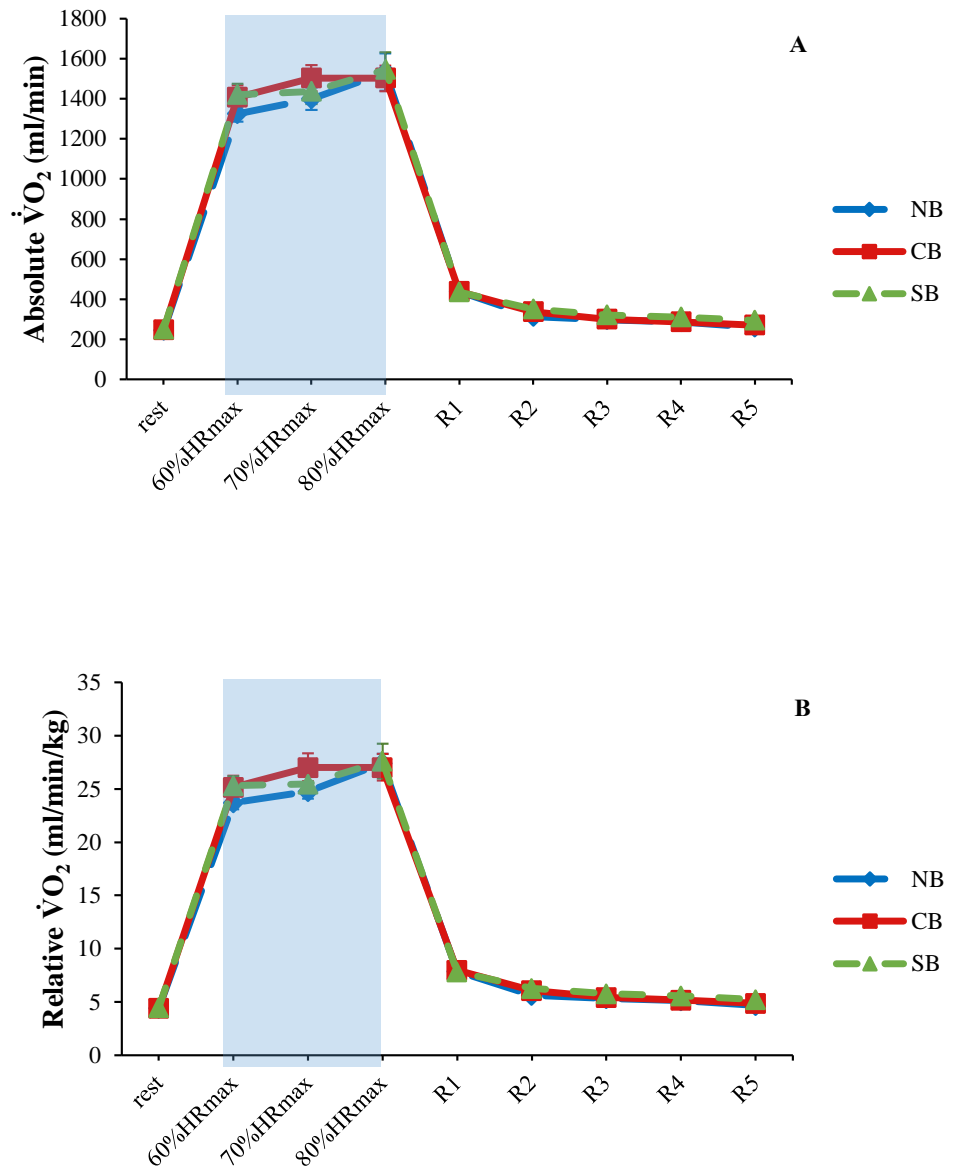 A
Absolute V̇O₂ (ml/min)
1800
1600
1400
1200
1000
800
600
400
200
0
rest
60%HRmax
70%HRmax
80%HRmax
R1
R2
R3
R4
R5
NB
CB
SB
B
Relative V̇O₂ (ml/min/kg)
35
30
25
20
15
10
5
0
rest
60%HRmax
70%HRmax
80%HRmax
R1
R2
R3
R4
R5
NB
CB
SB